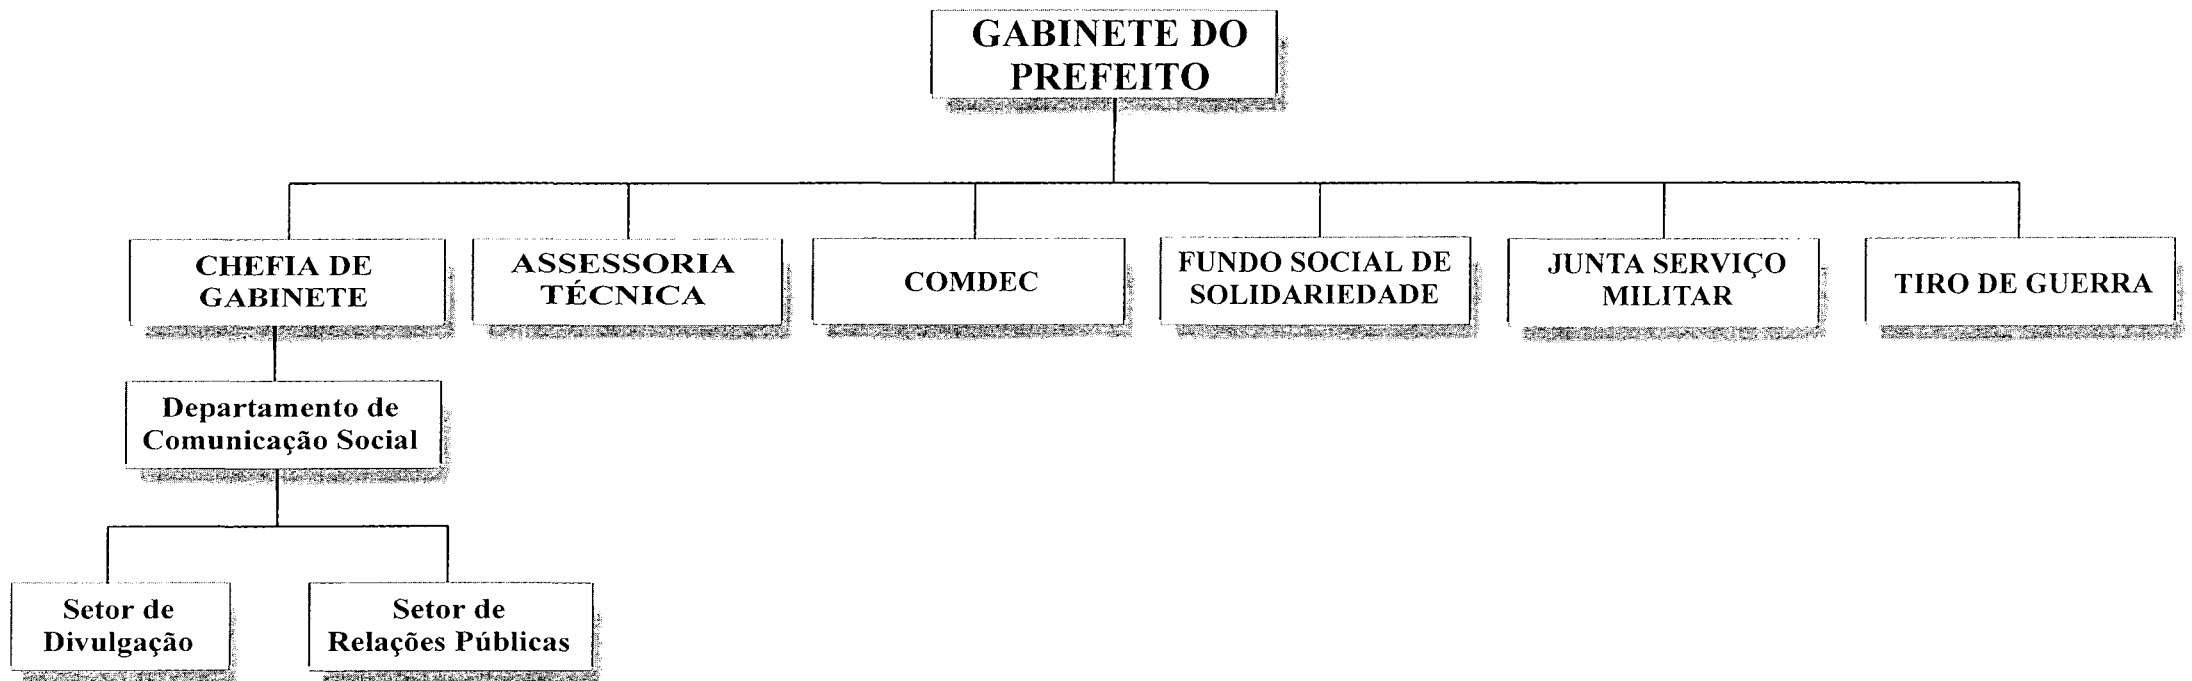 GABINETE DO
PREFEITO
CHEFIA DE
GABINETE
ASSESSORIA
TÉCNICA
COMDEC
FUNDO SOCIAL DE
SOLIDARIEDADE
JUNTA SERVIÇO
MILITAR
TIRO DE GUERRA
Departamento de
Comunicação Social
Setor de
Divulgação
Setor de
Relações Públicas